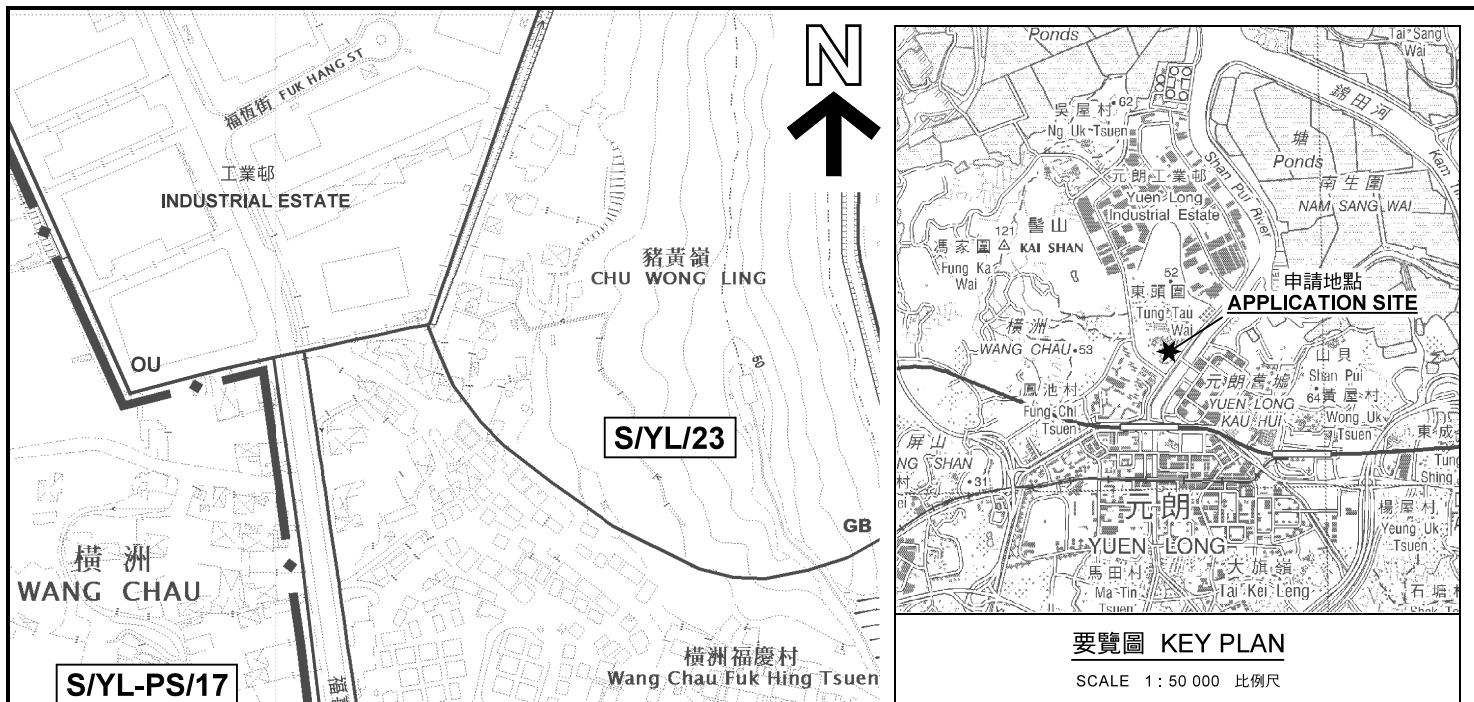 福恆街 FUK HANG ST
工業邨
INDUSTRIAL ESTATE
豬黃嶺
CHU WONG LING
50
OU
S/YL/23
GB
橫洲
WANG CHAU
S/YL-PS/17
橫洲福慶村
Wang Chau Fuk Hing Tsuen
N
Ponds
Tai Sang
Wai
吳屋村
62
Ng Uk Tsuen
錦田河
塘
Ponds
元朗工業邨
Yuen Long
Industrial Estate
Shan Pui River
南生圍
NAM SANG WAI
髻山
KAI SHAN
121
馮家圍
Fung Ka
Wai
52
東頭圍
Tung Tau
Wai
申請地點
APPLICATION SITE
橫洲
WANG CHAU
53
鳳池村
Fung Chi
Tsuen
元朗舊墟
YUEN LONG
KAU HUI
山貝
Shan Pui
64
黃屋村
Wong Uk
Tsuen
屏山
31
元朗
YUEN LONG
馬田村
Ma Tin
Tsuen
大旗嶺
Tai Kei Leng
楊屋村
Yeung Uk
Tsuen
要覽圖 KEY PLAN
SCALE 1 : 50 000 比例尺